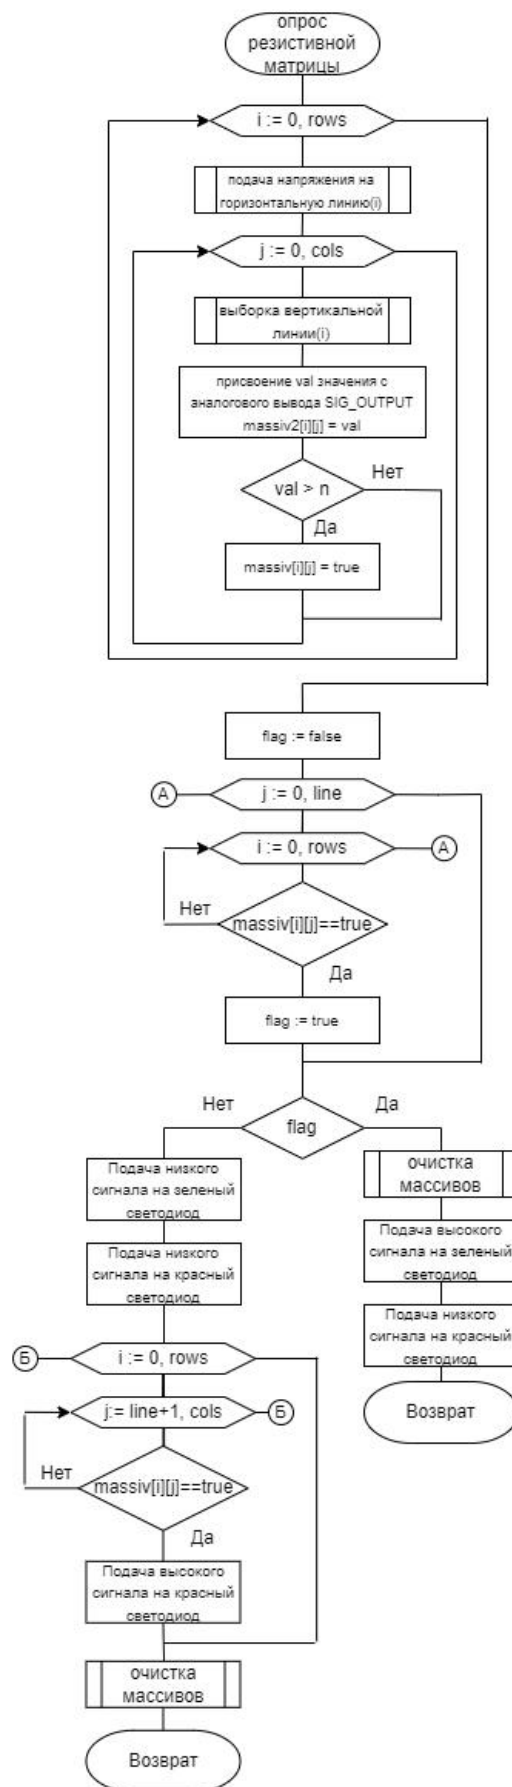 опрос
резистивной
матрицы
i := 0, rows
подача напряжения на
горизонтальную линию(i)
j := 0, cols
выборка вертикальной
линии(i)
присвоение val значения с
аналогового вывода SIG_OUTPUT
massiv2[i][j] = val
Нет
val > n
Да
massiv[i][j] = true
flag := false
А
j := 0, line
i := 0, rows
А
Нет
massiv[i][j]==true
Да
flag := true
Нет
Да
flag
Подача низкого
сигнала на зеленый
светодиод
очистка
массивов
Подача низкого
сигнала на красный
светодиод
Подача высокого
сигнала на зеленый
светодиод
Подача низкого
сигнала на красный
светодиод
Б
i := 0, rows
j:= line+1, cols
Б
Возврат
Нет
massiv[i][j]==true
Да
Подача высокого
сигнала на красный
светодиод
очистка
массивов
Возврат